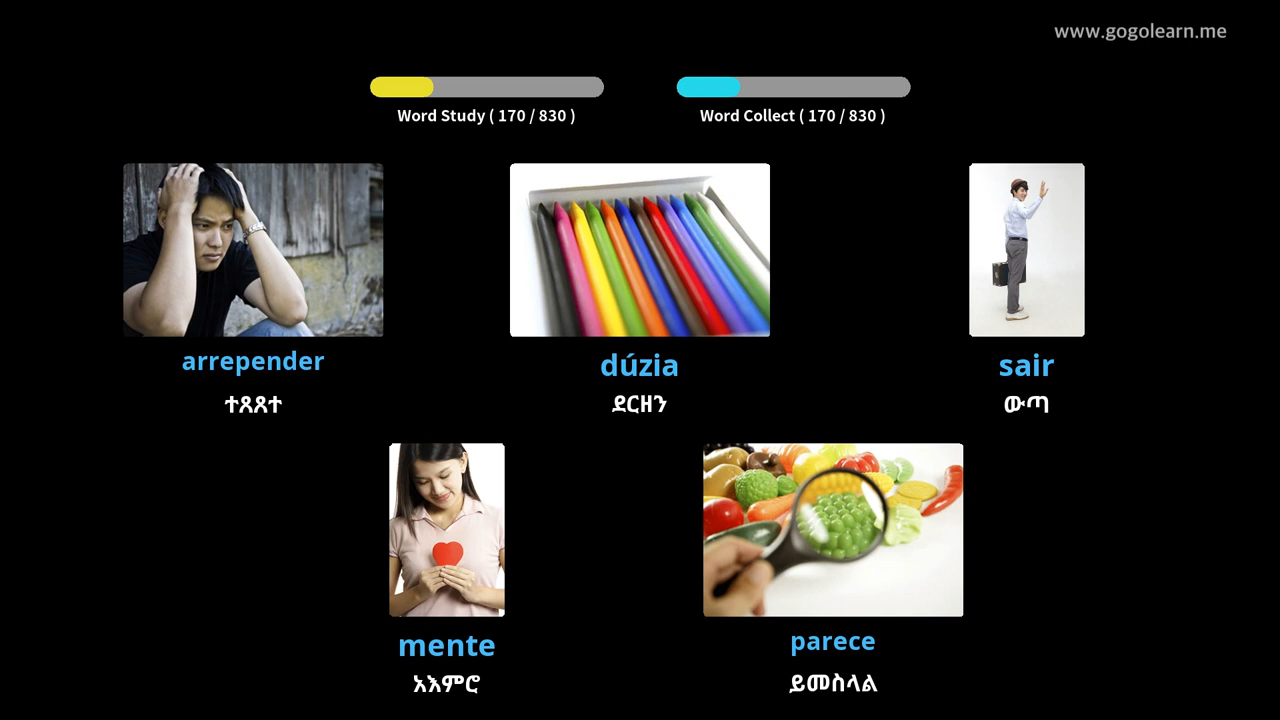 www.gogolearn.me
Word Study ( 170 / 830 )
Word Collect ( 170 / 830 )
arrepender
ተጸጸተ
dúzia
ደርዘን
sair
ውጣ
mente
አእምሮ
parece
ይመስላል